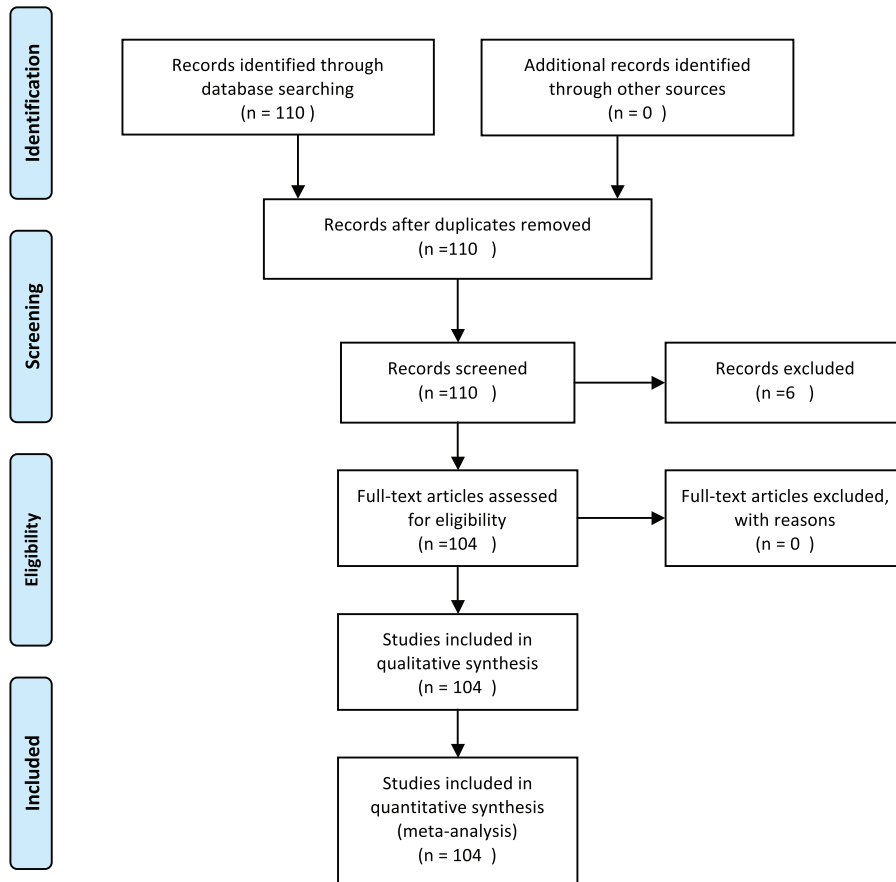 Identification
Records identified through
database searching
(n = 110 )
Additional records identified
through other sources
(n = 0 )
Records after duplicates removed
(n =110 )
Screening
Records screened
(n =110 )
Records excluded
(n =6 )
Eligibility
Full-text articles assessed
for eligibility
(n =104 )
Full-text articles excluded,
with reasons
(n = 0 )
Studies included in
qualitative synthesis
(n = 104 )
Included
Studies included in
quantitative synthesis
(meta-analysis)
(n = 104 )